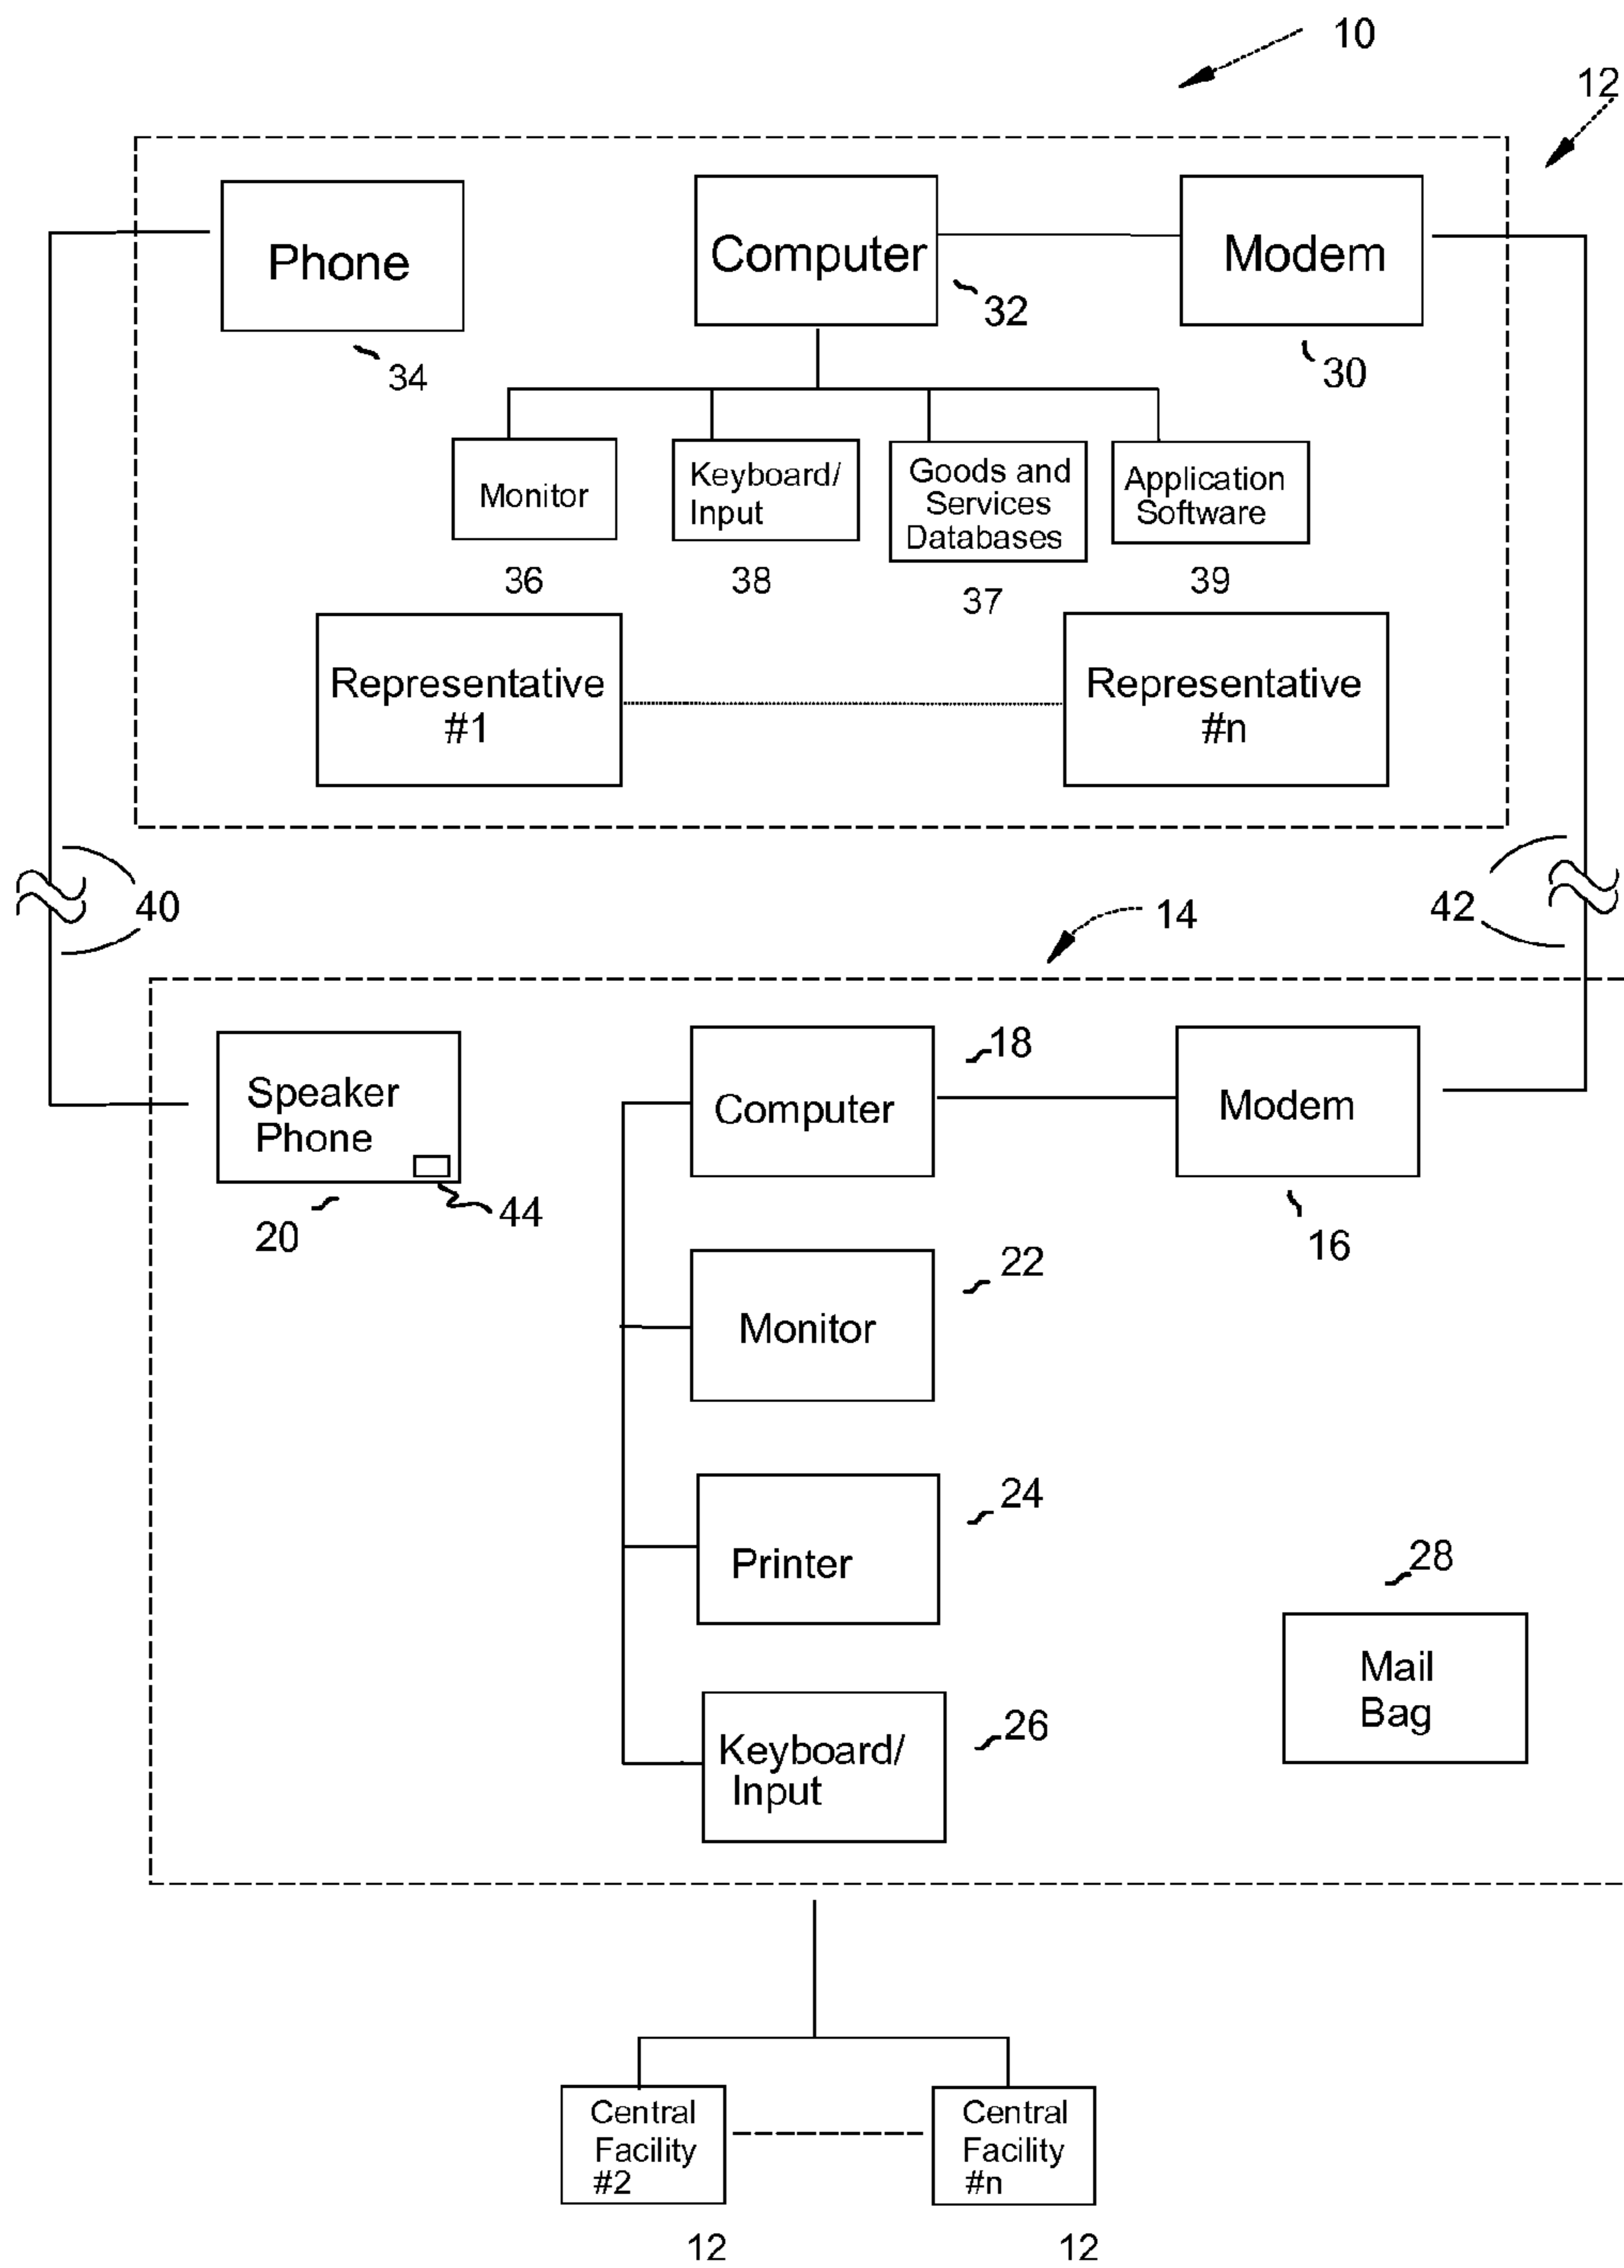 10
12
Phone
Computer
Modem
32
34
30
Monitor
Keyboard/
Input
Goods and
Services
Databases
Application
Software
36
38
37
39
Representative
#1
Representative
#n
40
42
14
Speaker
Phone
44
20
Computer
18
Modem
16
Monitor
22
Printer
24
Keyboard/
Input
26
28
Mail
Bag
Central
Facility
#2
Central
Facility
#n
12
12